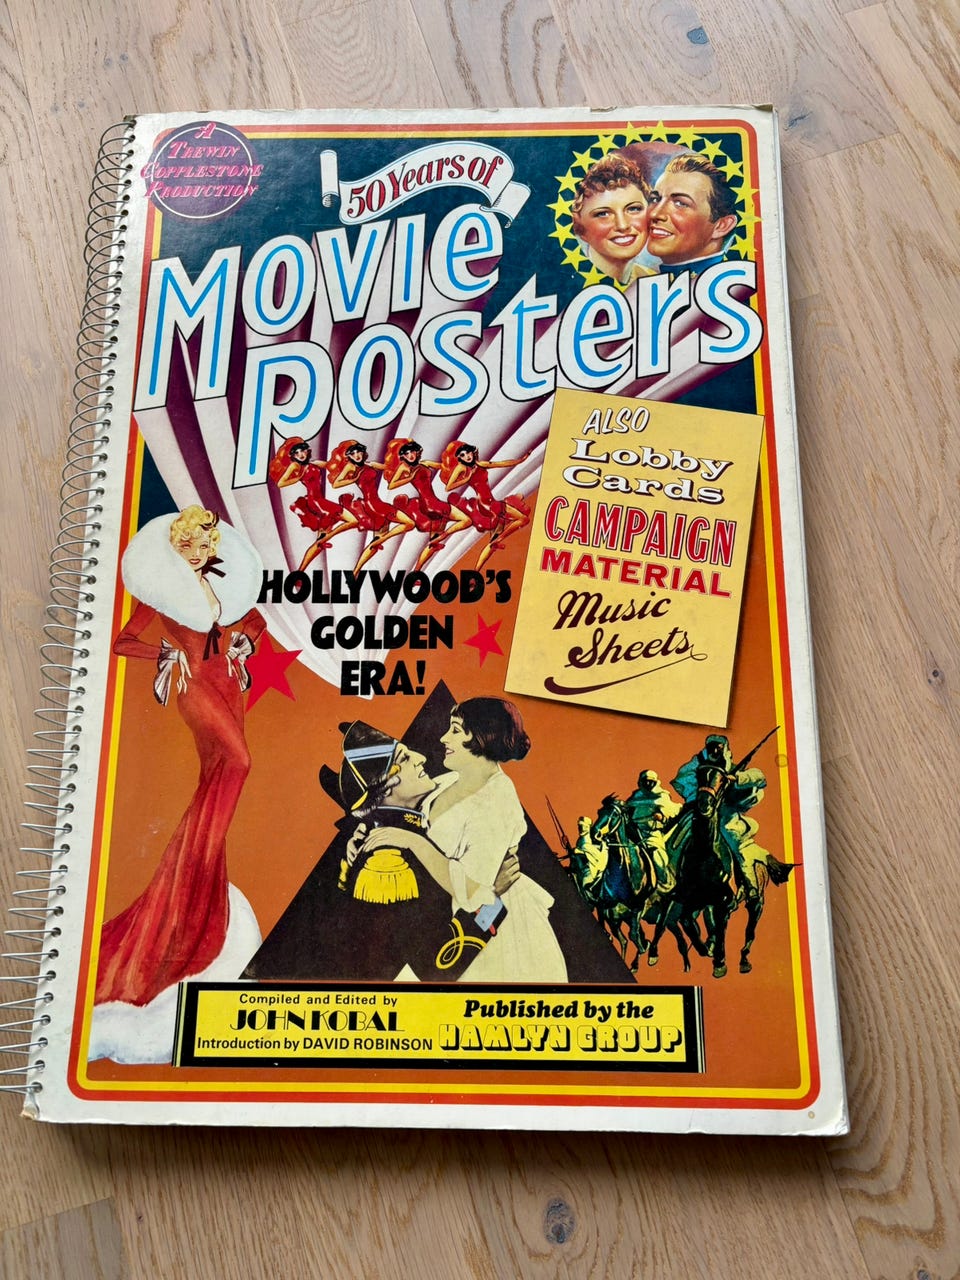 A
TREWIN
COPPLESTONE
PRODUCTION
50 Years of
Movie
Posters
ALSO
Lobby
Cards
CAMPAIGN
MATERIAL
Music
Sheets
HOLLYWOOD'S
GOLDEN
ERA!
Compiled and Edited by
JOHN KOBAL
Introduction by DAVID ROBINSON
Published by the
HAMLYN GROUP